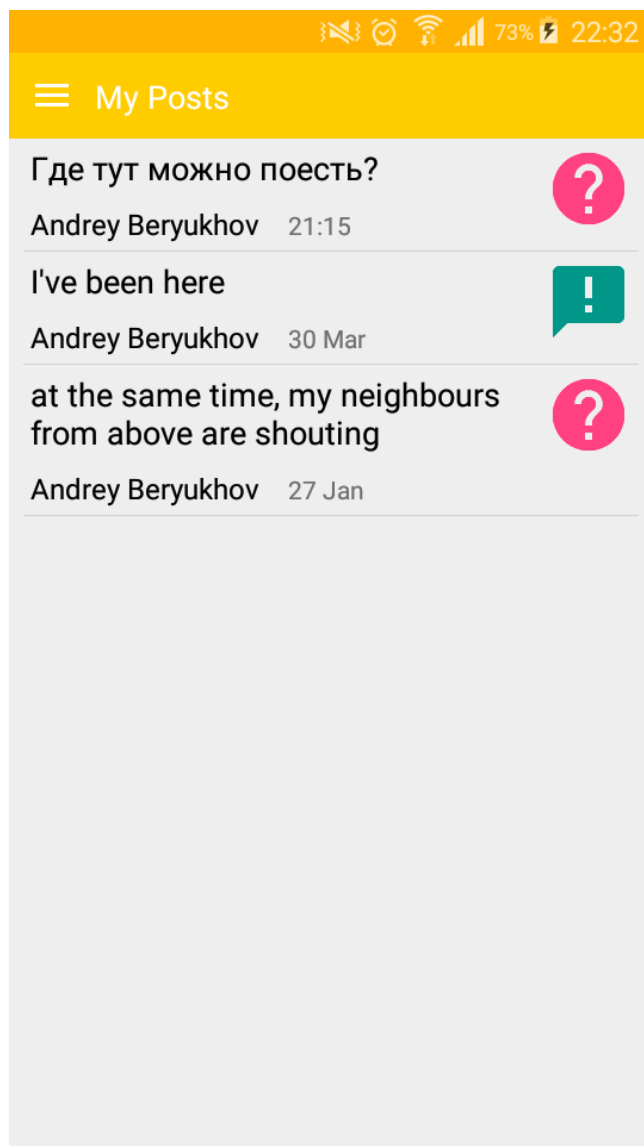 73% 22:32
My Posts
Где тут можно поесть?
Andrey Beryukhov 21:15
I've been here
Andrey Beryukhov 30 Mar
at the same time, my neighbours
from above are shouting
Andrey Beryukhov 27 Jan